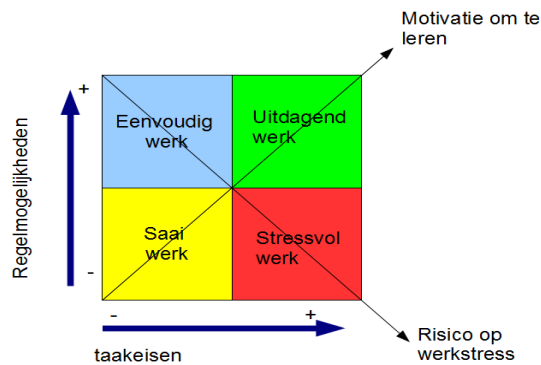 Motivatie om te
leren
+
Eenvoudig
werk
Uitdagend
werk
Regelmogelijkheden
Saai
werk
Stressvol
werk
-
-
+
taakeisen
Risico op
werkstress